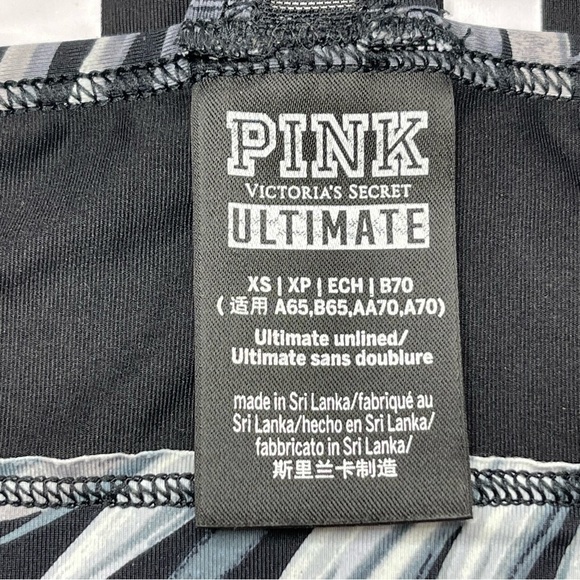 PINK
VICTORIA'S SECRET
ULTIMATE
XS | XP | ECH | B70
( 适用 A65,B65,AA70,A70)
Ultimate unlined/
Ultimate sans doublure
made in Sri Lanka/fabriqué au
Sri Lanka/hecho en Sri Lanka/
fabbricato in Sri Lanka/
斯里兰卡制造